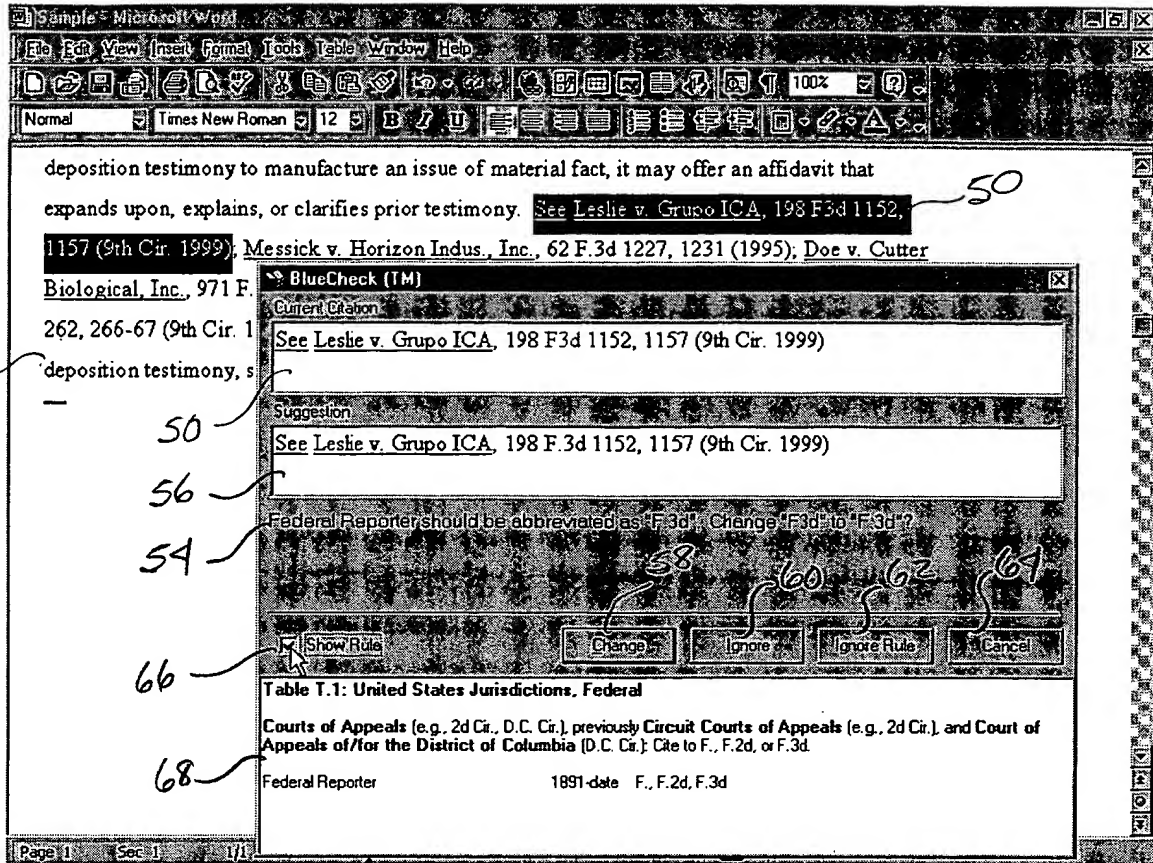 Sample - Microsoft Word
File Edit View Insert Format Tools Table Window Help
100%
Normal Times New Roman 12 B I U
deposition testimony to manufacture an issue of material fact, it may offer an affidavit that
expands upon, explains, or clarifies prior testimony. See Leslie v. Grupo ICA, 198 F3d 1152, 50
1157 (9th Cir. 1999); Messick v. Horizon Indus., Inc., 62 F.3d 1227, 1231 (1995); Doe v. Cutter
Biological, Inc., 971 F.
262, 266-67 (9th Cir. 1
deposition testimony, s
BlueCheck (TM)
Current Citation
See Leslie v. Grupo ICA, 198 F3d 1152, 1157 (9th Cir. 1999)
50
Suggestion
See Leslie v. Grupo ICA, 198 F.3d 1152, 1157 (9th Cir. 1999)
56
Federal Reporter should be abbreviated as "F.3d". Change "F3d" to "F.3d"?
54
58 60 62 64
Show Rule Change Ignore Ignore Rule Cancel
66
Table T.1: United States Jurisdictions, Federal
Courts of Appeals (e.g., 2d Cir., D.C. Cir.), previously Circuit Courts of Appeals (e.g., 2d Cir.), and Court of
Appeals of/for the District of Columbia (D.C. Cir.): Cite to F., F.2d, or F.3d.
68
Federal Reporter 1891-date F., F.2d, F.3d
Page 1 Sec 1 1/1